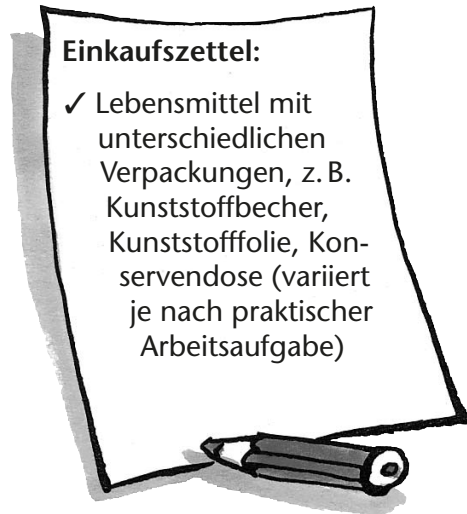 Einkaufszettel:
✓ Lebensmittel mit
unterschiedlichen
Verpackungen, z. B.
Kunststoffbecher,
Kunststofffolie, Kon-
servendose (variiert
je nach praktischer
Arbeitsaufgabe)